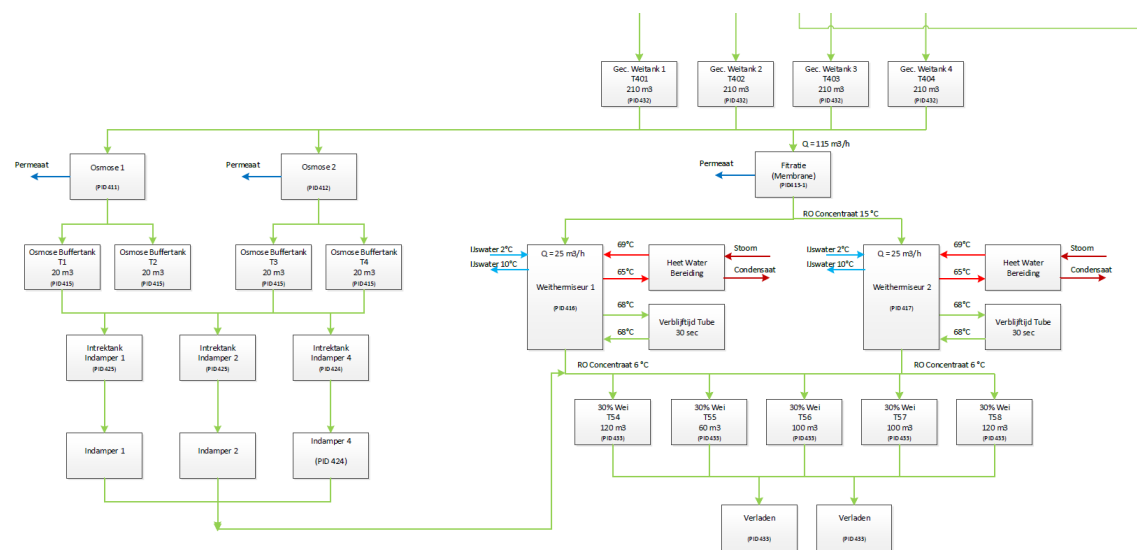 Gec. Weitank 1
T401
210 m3
(PID432)
Gec. Weitank 2
T402
210 m3
(PID432)
Gec. Weitank 3
T403
210 m3
(PID432)
Gec. Weitank 4
T404
210 m3
(PID432)
Q = 115 m3/h
Permeaat
Osmose 1
(PID411)
Permeaat
Osmose 2
(PID412)
Permeaat
Fitratie
(Membrane)
(PID615-1)
RO Concentraat 15 °C
Osmose Buffertank
T1
20 m3
(PID415)
Osmose Buffertank
T2
20 m3
(PID415)
Osmose Buffertank
T3
20 m3
(PID415)
Osmose Buffertank
T4
20 m3
(PID415)
IJswater 2°C
IJswater 10°C
Q = 25 m3/h
Weithermiseur 1
(PID416)
69°C
65°C
68°C
68°C
Heet Water
Bereiding
Stoom
Condensaat
Verblijftijd Tube
30 sec
IJswater 2°C
IJswater 10°C
Q = 25 m3/h
Weithermiseur 2
(PID417)
69°C
65°C
68°C
68°C
Heet Water
Bereiding
Stoom
Condensaat
Verblijftijd Tube
30 sec
Intrektank
Indamper 1
(PID425)
Intrektank
Indamper 2
(PID425)
Intrektank
Indamper 4
(PID424)
RO Concentraat 6 °C
RO Concentraat 6 °C
30% Wei
T54
120 m3
(PID433)
30% Wei
T55
60 m3
(PID433)
30% Wei
T56
100 m3
(PID433)
30% Wei
T57
100 m3
(PID433)
30% Wei
T58
120 m3
(PID433)
Indamper 1
Indamper 2
Indamper 4
(PID 424)
Verladen
(PID433)
Verladen
(PID433)